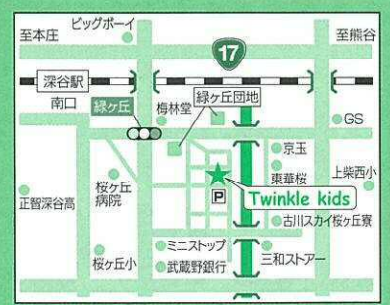 至本庄
ビッグボーイ
17
至熊谷
深谷駅
南口
緑ヶ丘
梅林堂
緑ヶ丘団地
GS
京王
東華桜
上柴西小
Twinkle kids
P
古川スカイ桜ヶ丘寮
正智深谷高
桜ヶ丘
病院
ミニストップ
三和ストアー
桜ヶ丘小
武蔵野銀行